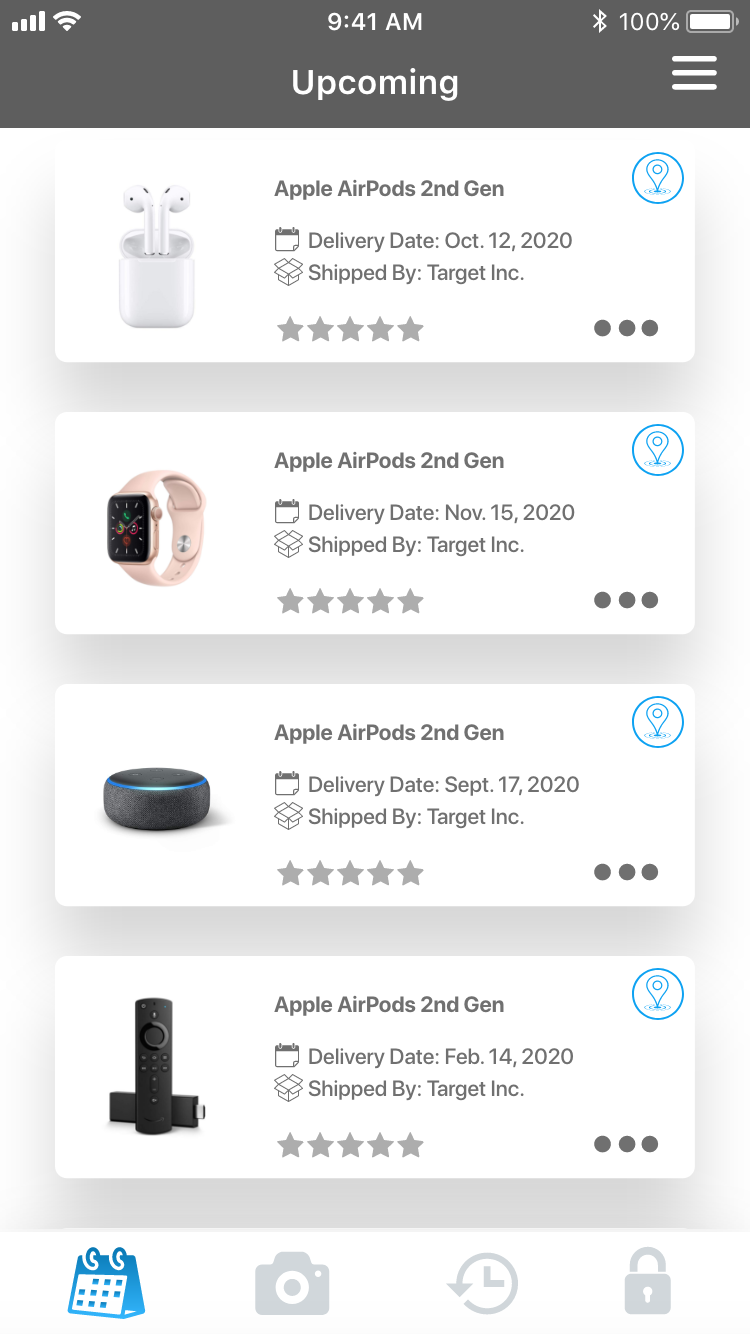 9:41 AM
100%
Upcoming
Apple AirPods 2nd Gen
Delivery Date: Oct. 12, 2020
Shipped By: Target Inc.
Apple AirPods 2nd Gen
Delivery Date: Nov. 15, 2020
Shipped By: Target Inc.
Apple AirPods 2nd Gen
Delivery Date: Sept. 17, 2020
Shipped By: Target Inc.
Apple AirPods 2nd Gen
Delivery Date: Feb. 14, 2020
Shipped By: Target Inc.